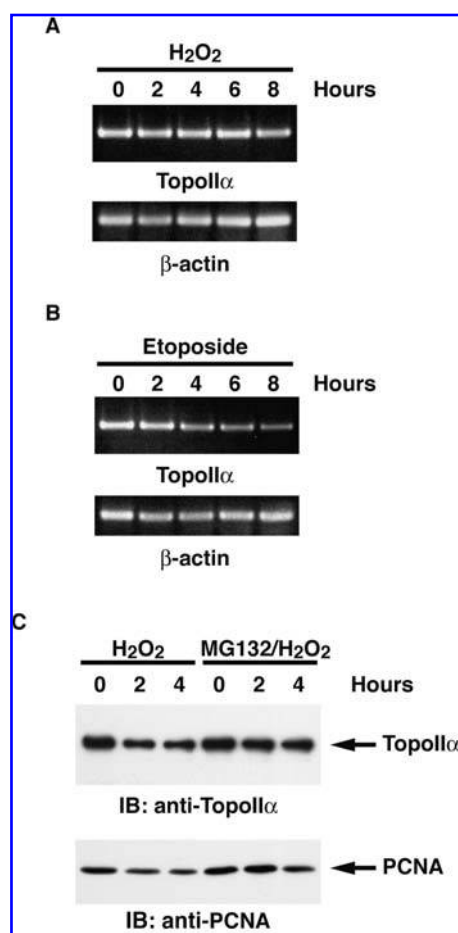 A
H2O2
0 2 4 6 8 Hours
TopoIIα
β-actin
B
Etoposide
0 2 4 6 8 Hours
TopoIIα
β-actin
C
H2O2 MG132/H2O2
0 2 4 0 2 4 Hours
TopoIIα
IB: anti-TopoIIα
PCNA
IB: anti-PCNA